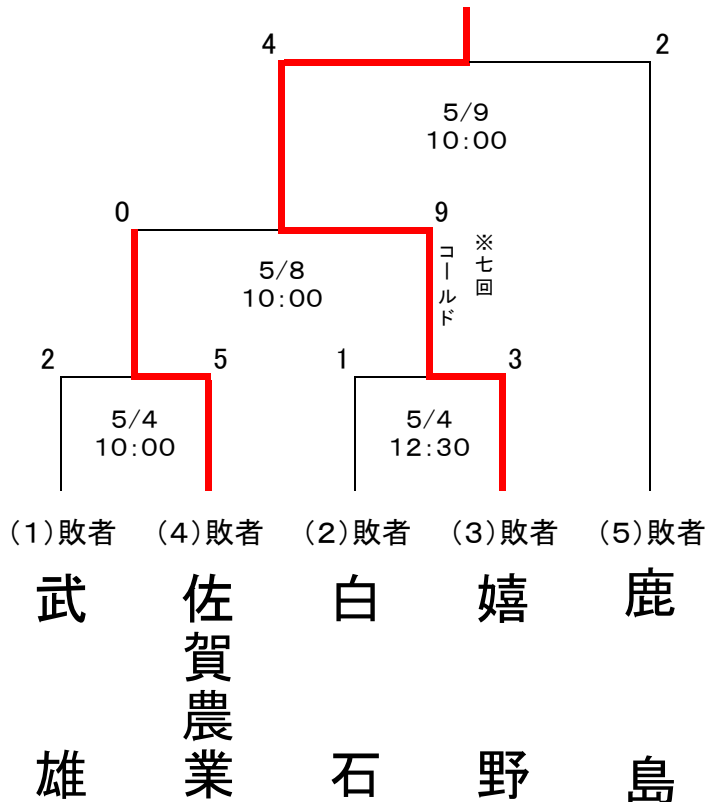 4
2
5/9
10:00
0
9
※七回
コールド
5/8
10:00
2
5
1
3
5/4
10:00
5/4
12:30
(1)敗者
(4)敗者
(2)敗者
(3)敗者
(5)敗者
武雄
佐賀農業
白石
嬉野
鹿島